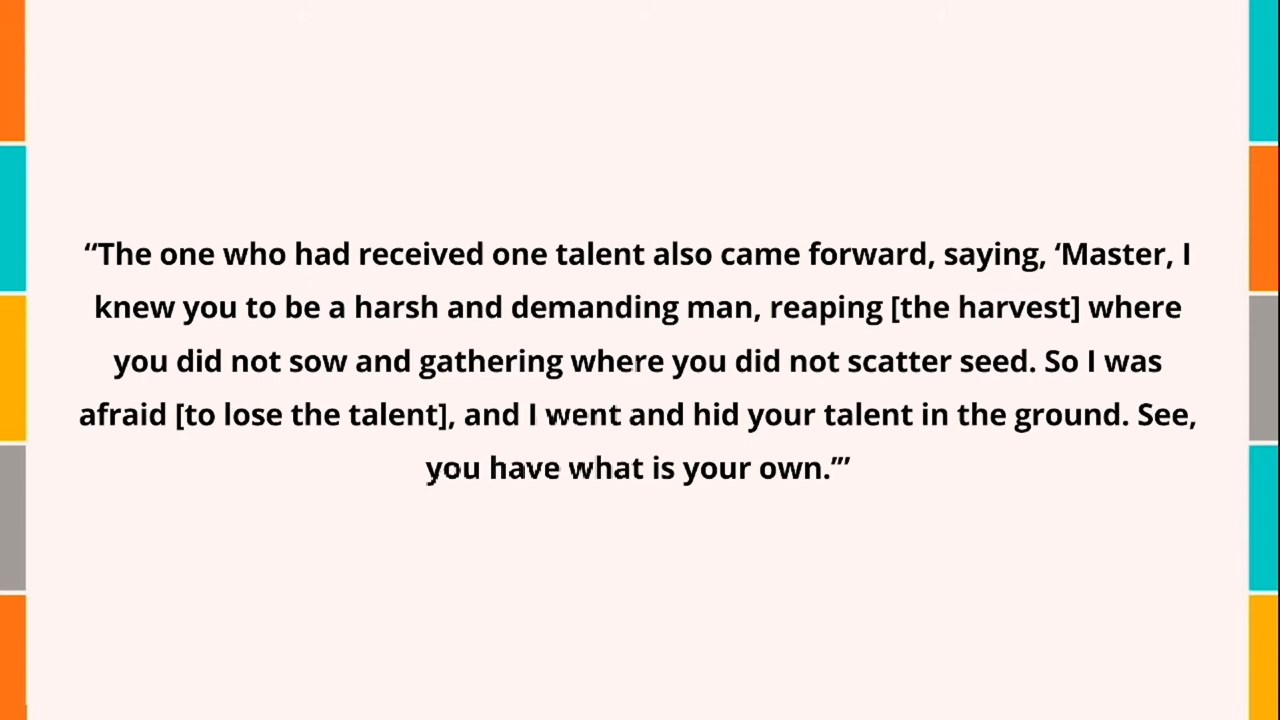 “The one who had received one talent also came forward, saying, ‘Master, I
knew you to be a harsh and demanding man, reaping [the harvest] where
you did not sow and gathering where you did not scatter seed. So I was
afraid [to lose the talent], and I went and hid your talent in the ground. See,
you have what is your own.’”